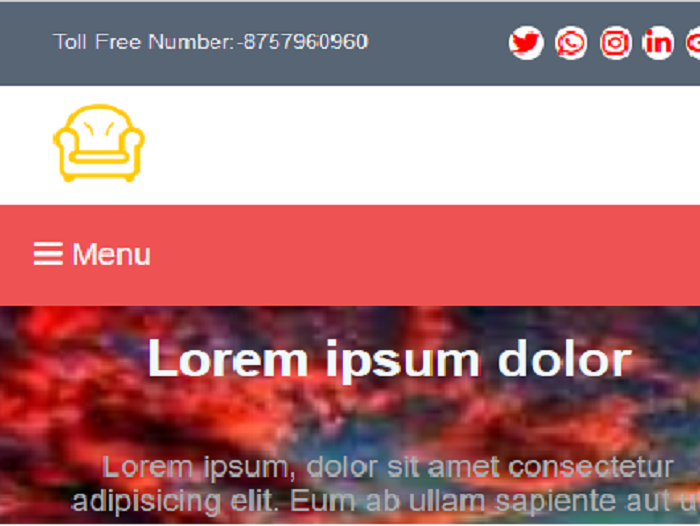 Toll Free Number:-8757960960
Menu
Lorem ipsum dolor
Lorem ipsum, dolor sit amet consectetur
adipisicing elit. Eum ab ullam sapiente aut